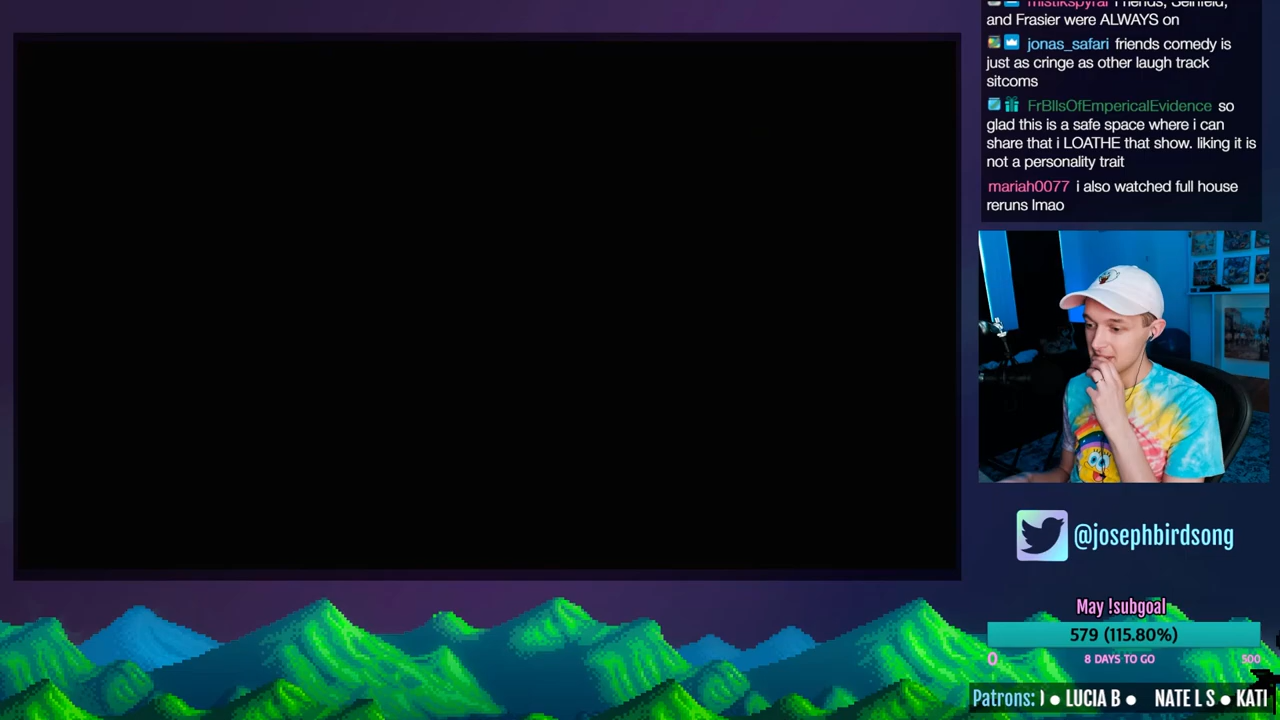 mistikspyral Friends, Seinfeld,
and Frasier were ALWAYS on
jonas_safari friends comedy is
just as cringe as other laugh track
sitcoms
FrBllsOfEmpericalEvidence so
glad this is a safe space where i can
share that i LOATHE that show. liking it is
not a personality trait
mariah0077 i also watched full house
reruns lmao
@josephbirdsong
May !subgoal
579 (115.80%)
0 8 DAYS TO GO 500
Patrons: ) ● LUCIA B ● NATE L S ● KATI